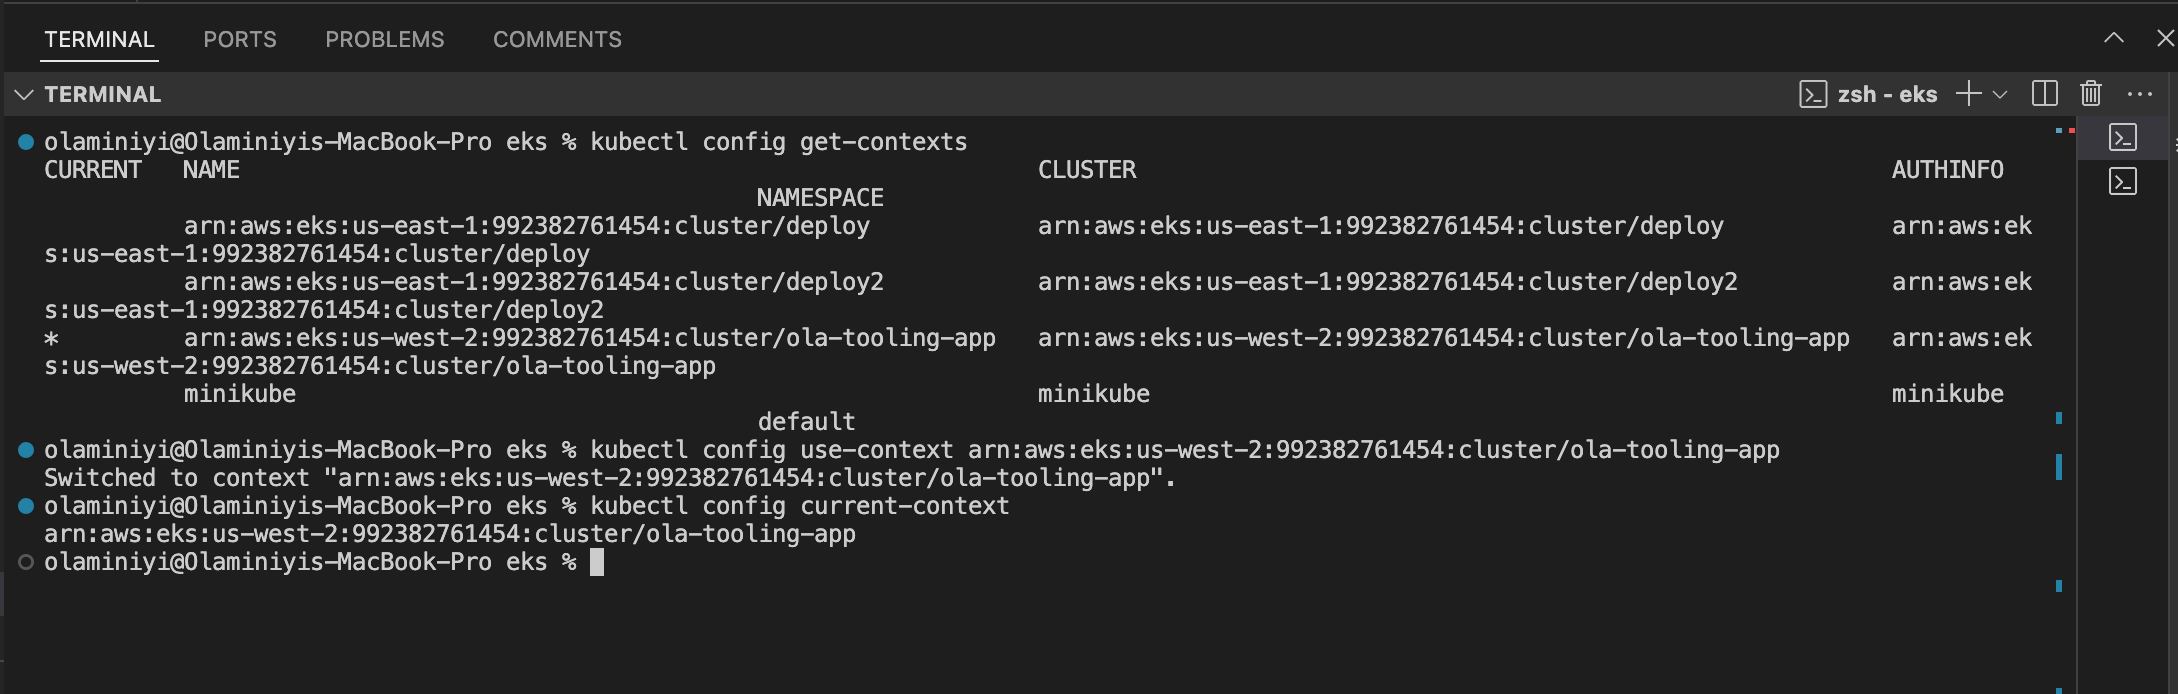 TERMINAL PORTS PROBLEMS COMMENTS
TERMINAL zsh - eks
olaminiyi@Olaminiyis-MacBook-Pro eks % kubectl config get-contexts
CURRENT NAME CLUSTER AUTHINFO
NAMESPACE
arn:aws:eks:us-east-1:992382761454:cluster/deploy arn:aws:eks:us-east-1:992382761454:cluster/deploy arn:aws:ek
s:us-east-1:992382761454:cluster/deploy
arn:aws:eks:us-east-1:992382761454:cluster/deploy2 arn:aws:eks:us-east-1:992382761454:cluster/deploy2 arn:aws:ek
s:us-east-1:992382761454:cluster/deploy2
* arn:aws:eks:us-west-2:992382761454:cluster/ola-tooling-app arn:aws:eks:us-west-2:992382761454:cluster/ola-tooling-app arn:aws:ek
s:us-west-2:992382761454:cluster/ola-tooling-app
minikube minikube minikube
default
olaminiyi@Olaminiyis-MacBook-Pro eks % kubectl config use-context arn:aws:eks:us-west-2:992382761454:cluster/ola-tooling-app
Switched to context "arn:aws:eks:us-west-2:992382761454:cluster/ola-tooling-app".
olaminiyi@Olaminiyis-MacBook-Pro eks % kubectl config current-context
arn:aws:eks:us-west-2:992382761454:cluster/ola-tooling-app
olaminiyi@Olaminiyis-MacBook-Pro eks %